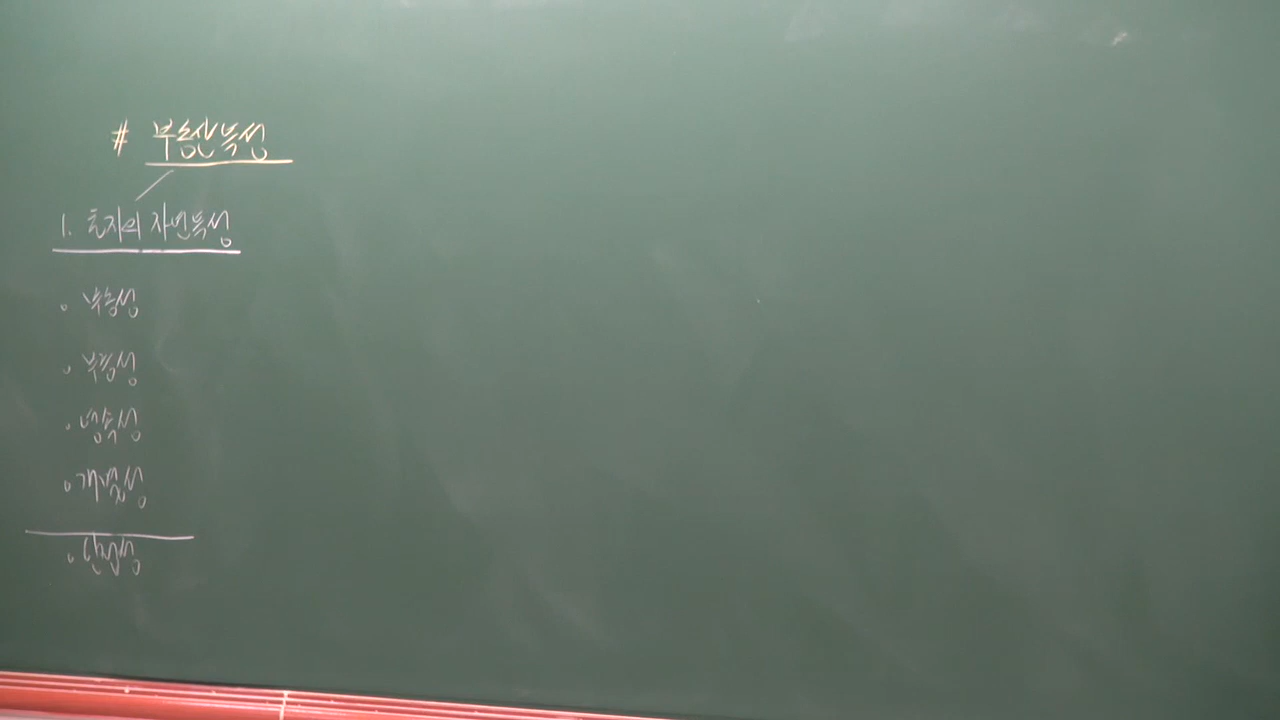 # 부동산특성
1. 토지의 자연특성
• 부동성
• 부증성
• 영속성
• 개별성
• 인접성